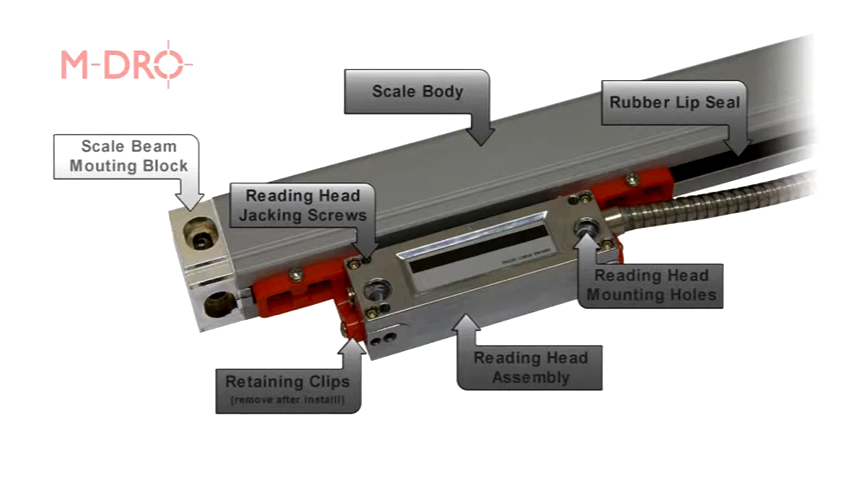 M-DRO
Scale Body
Rubber Lip Seal
Scale Beam
Mouting Block
Reading Head
Jacking Screws
Reading Head
Mounting Holes
Reading Head
Assembly
Retaining Clips
(remove after install!)